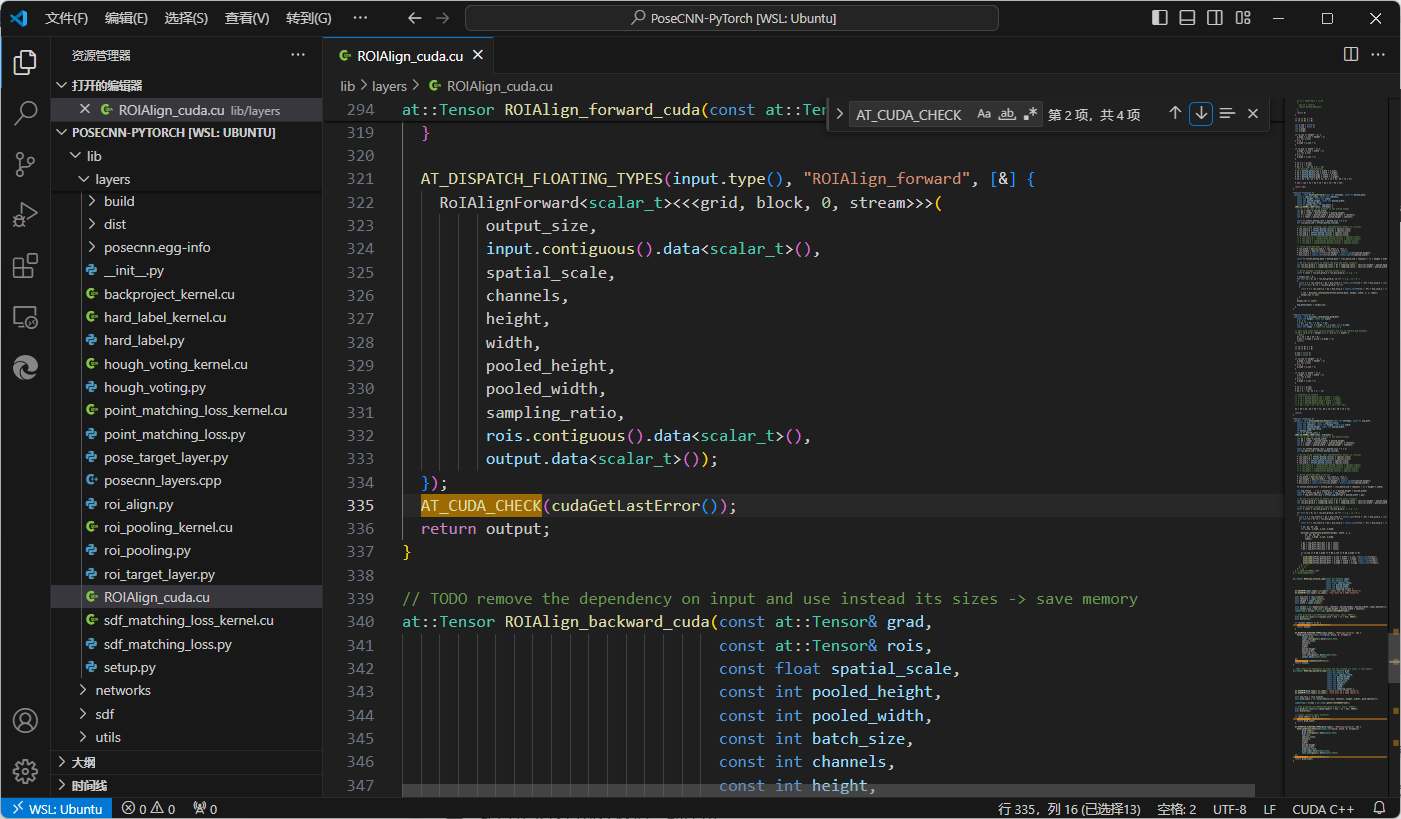 文件(F) 编辑(E) 选择(S) 查看(V) 转到(G) ··· PoseCNN-PyTorch [WSL: Ubuntu]
资源管理器 ···
打开的编辑器
ROIAlign_cuda.cu lib/layers
POSECNN-PYTORCH [WSL: UBUNTU]
lib
layers
build
dist
posecnn.egg-info
__init__.py
backproject_kernel.cu
hard_label_kernel.cu
hard_label.py
hough_voting_kernel.cu
hough_voting.py
point_matching_loss_kernel.cu
point_matching_loss.py
pose_target_layer.py
posecnn_layers.cpp
roi_align.py
roi_pooling_kernel.cu
roi_pooling.py
roi_target_layer.py
ROIAlign_cuda.cu
sdf_matching_loss_kernel.cu
sdf_matching_loss.py
setup.py
networks
sdf
utils
大纲
时间线
ROIAlign_cuda.cu
lib > layers > ROIAlign_cuda.cu
AT_CUDA_CHECK Aa ab .* 第 2 项，共 4 项
294 at::Tensor ROIAlign_forward_cuda(const at::Te
319 }
320
321 AT_DISPATCH_FLOATING_TYPES(input.type(), "ROIAlign_forward", [&] {
322 RoIAlignForward<scalar_t><<<grid, block, 0, stream>>>(
323 output_size,
324 input.contiguous().data<scalar_t>(),
325 spatial_scale,
326 channels,
327 height,
328 width,
329 pooled_height,
330 pooled_width,
331 sampling_ratio,
332 rois.contiguous().data<scalar_t>(),
333 output.data<scalar_t>());
334 });
335 AT_CUDA_CHECK(cudaGetLastError());
336 return output;
337 }
338
339 // TODO remove the dependency on input and use instead its sizes -> save memory
340 at::Tensor ROIAlign_backward_cuda(const at::Tensor& grad,
341 const at::Tensor& rois,
342 const float spatial_scale,
343 const int pooled_height,
344 const int pooled_width,
345 const int batch_size,
346 const int channels,
347 const int height,
WSL: Ubuntu 0 0 0 行 335，列 16 (已选择13) 空格: 2 UTF-8 LF CUDA C++